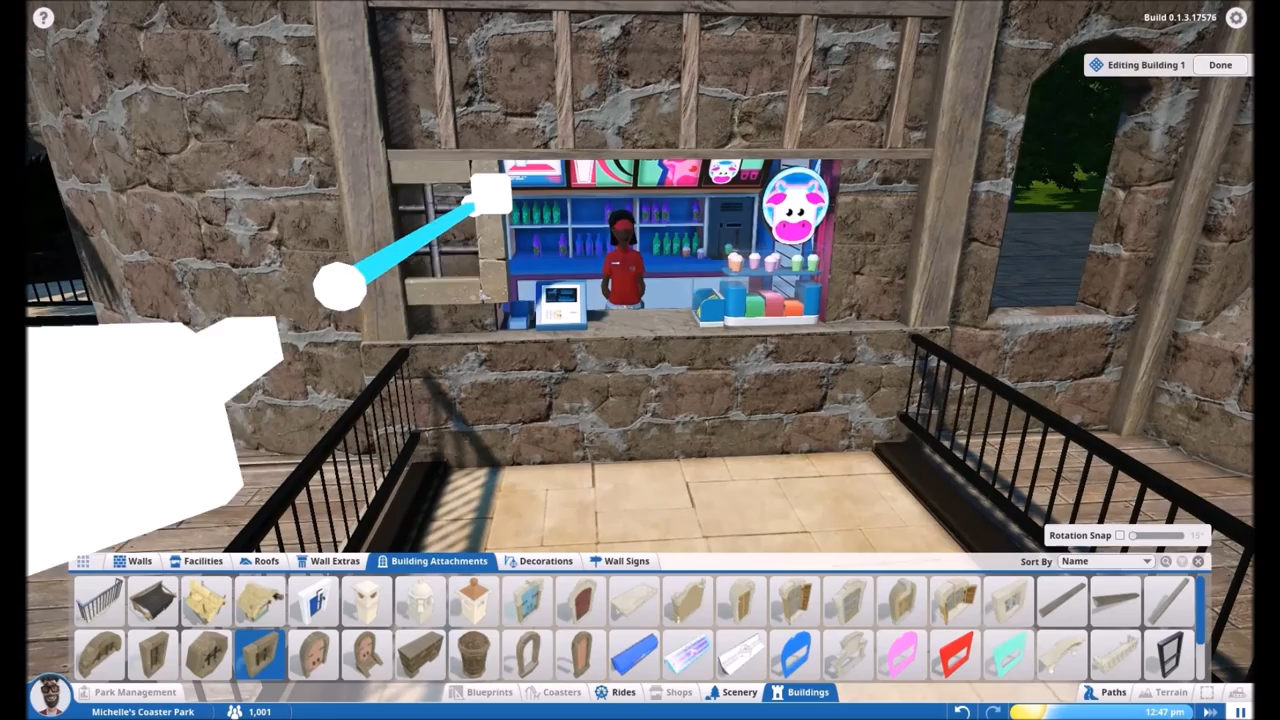 ?
Build 0.1.3.17576
Editing Building 1
Done
Rotation Snap
15°
Walls
Facilities
Roofs
Wall Extras
Building Attachments
Decorations
Wall Signs
Sort By
Name
Park Management
Blueprints
Coasters
Rides
Shops
Scenery
Buildings
Paths
Terrain
Michelle's Coaster Park
1,001
12:47 pm